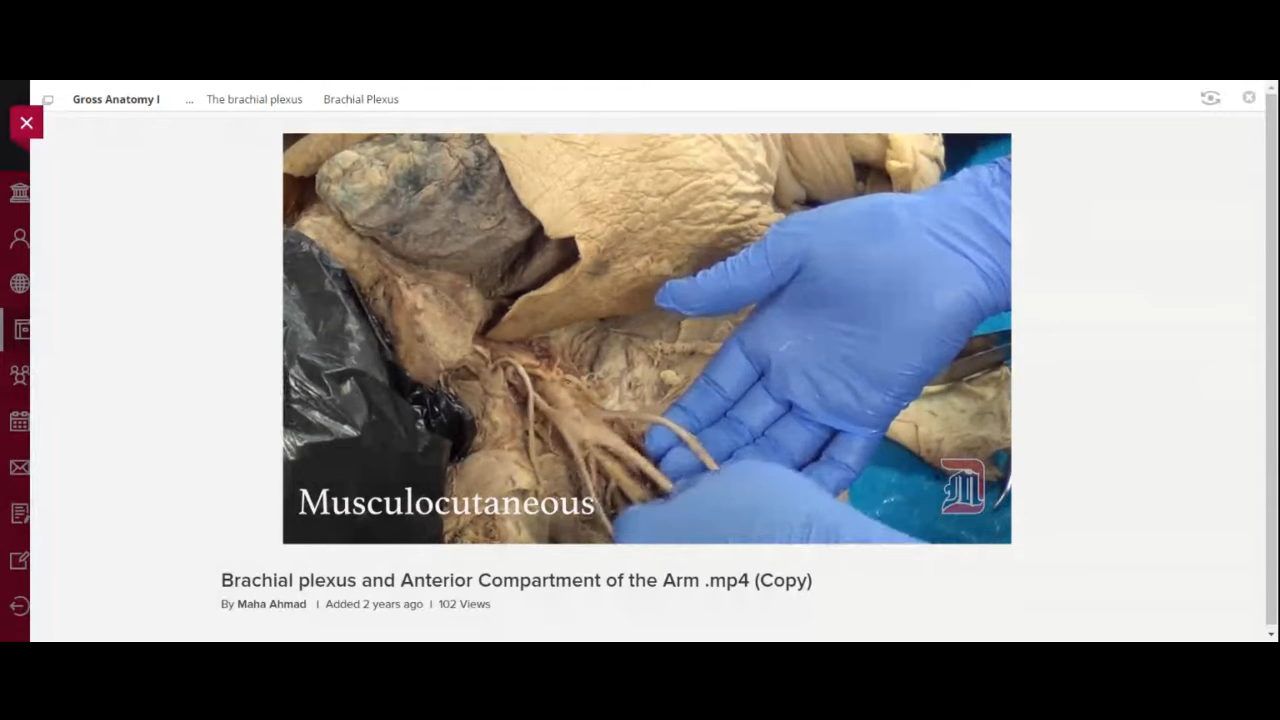 Gross Anatomy I ... The brachial plexus Brachial Plexus
Musculocutaneous
Brachial plexus and Anterior Compartment of the Arm .mp4 (Copy)
By Maha Ahmad | Added 2 years ago | 102 Views